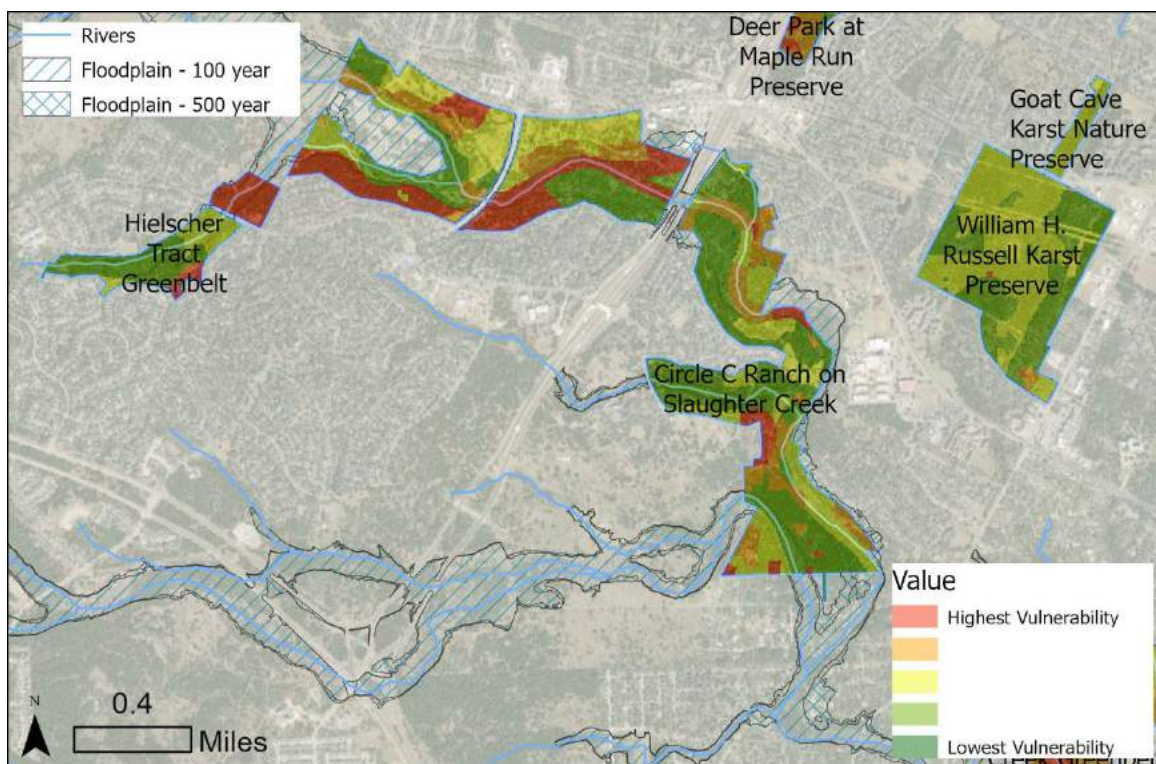 Rivers
Floodplain - 100 year
Floodplain - 500 year
Deer Park at
Maple Run
Preserve
Goat Cave
Karst Nature
Preserve
Hielscher
Tract
Greenbelt
William H.
Russell Karst
Preserve
Circle C Ranch on
Slaughter Creek
Value
Highest Vulnerability
Lowest Vulnerability
N
0.4
Miles